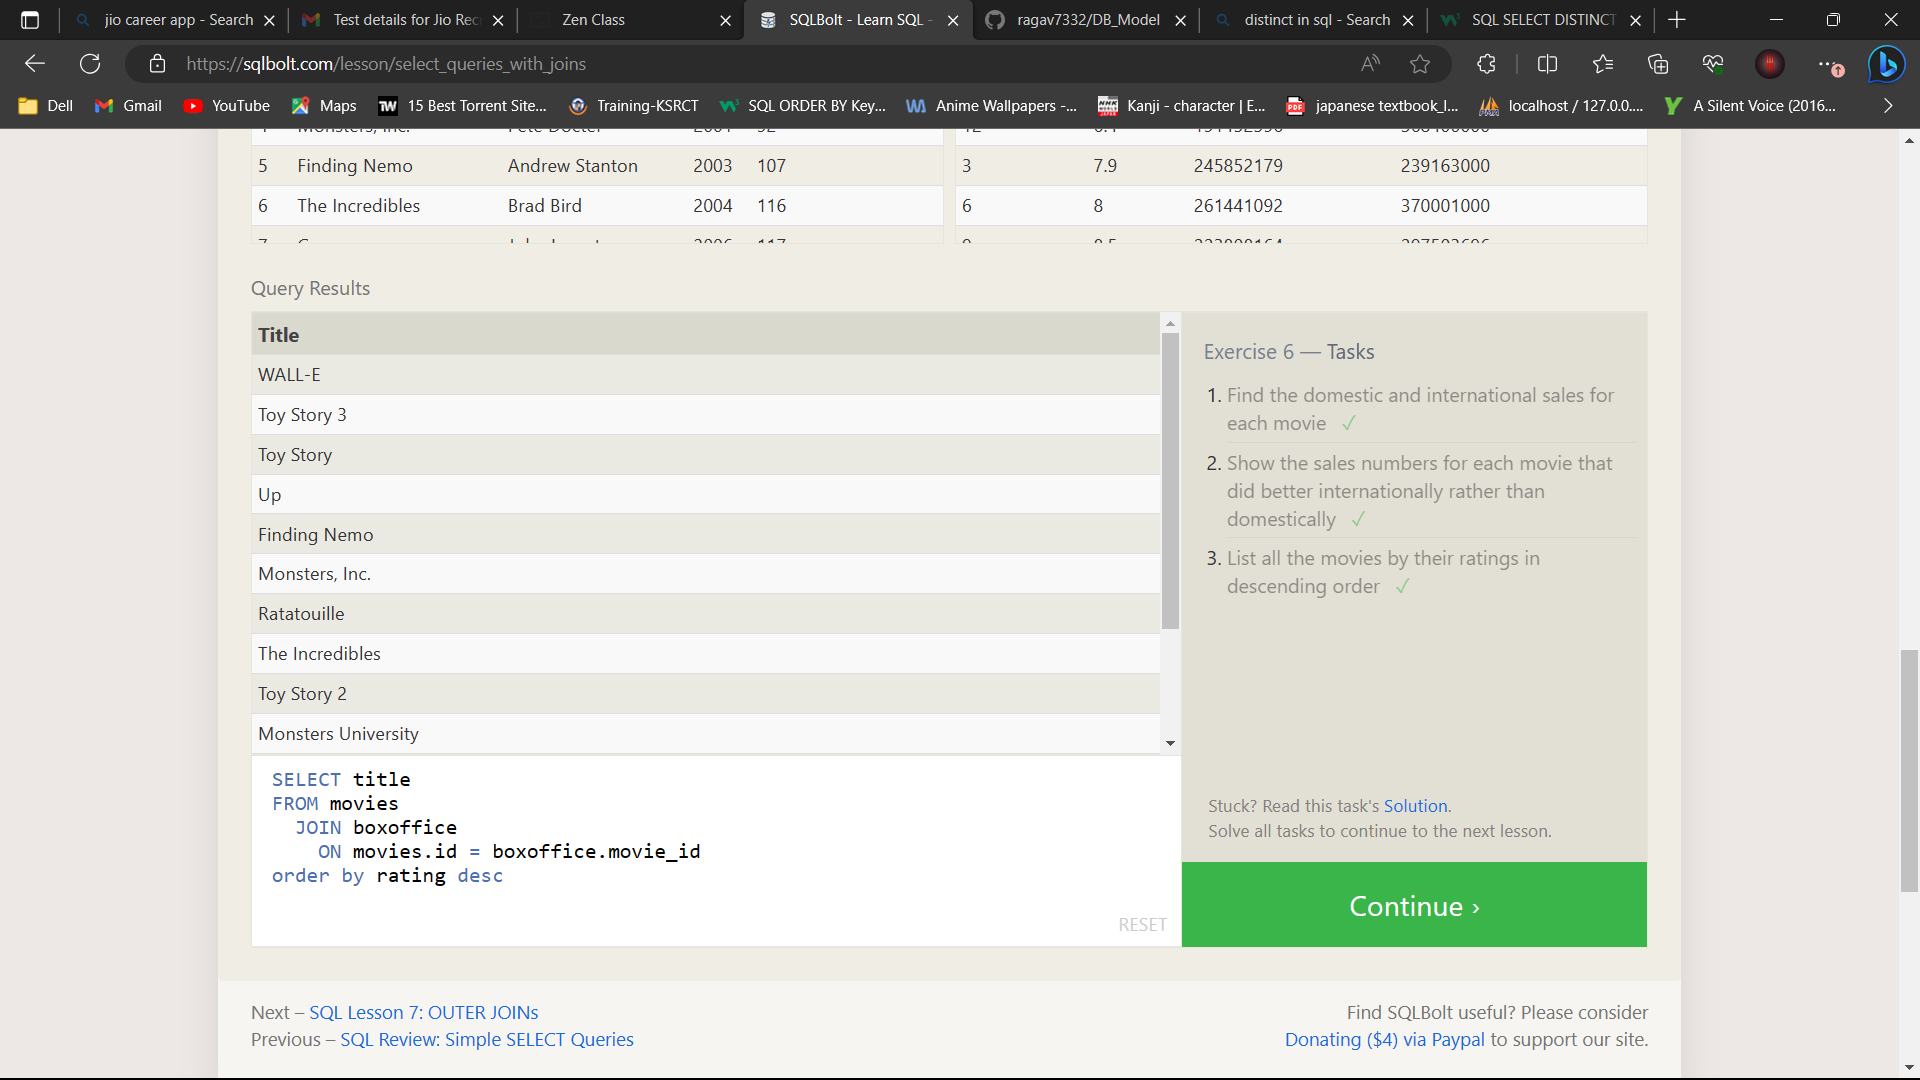 jio career app - Search
Test details for Jio Rec
Zen Class
SQLBolt - Learn SQL -
ragav7332/DB_Model
distinct in sql - Search
SQL SELECT DISTINCT
https://sqlbolt.com/lesson/select_queries_with_joins
Dell
Gmail
YouTube
Maps
15 Best Torrent Site...
Training-KSRCT
SQL ORDER BY Key...
Anime Wallpapers -...
Kanji - character | E...
japanese textbook_I...
localhost / 127.0.0....
A Silent Voice (2016...
5 Finding Nemo Andrew Stanton 2003 107 3 7.9 245852179 239163000
6 The Incredibles Brad Bird 2004 116 6 8 261441092 370001000
Query Results
Title
WALL-E
Toy Story 3
Toy Story
Up
Finding Nemo
Monsters, Inc.
Ratatouille
The Incredibles
Toy Story 2
Monsters University
SELECT title
FROM movies
JOIN boxoffice
ON movies.id = boxoffice.movie_id
order by rating desc
RESET
Exercise 6 — Tasks
1. Find the domestic and international sales for
each movie ✓
2. Show the sales numbers for each movie that
did better internationally rather than
domestically ✓
3. List all the movies by their ratings in
descending order ✓
Stuck? Read this task's Solution.
Solve all tasks to continue to the next lesson.
Continue ›
Next – SQL Lesson 7: OUTER JOINs
Previous – SQL Review: Simple SELECT Queries
Find SQLBolt useful? Please consider
Donating ($4) via Paypal to support our site.